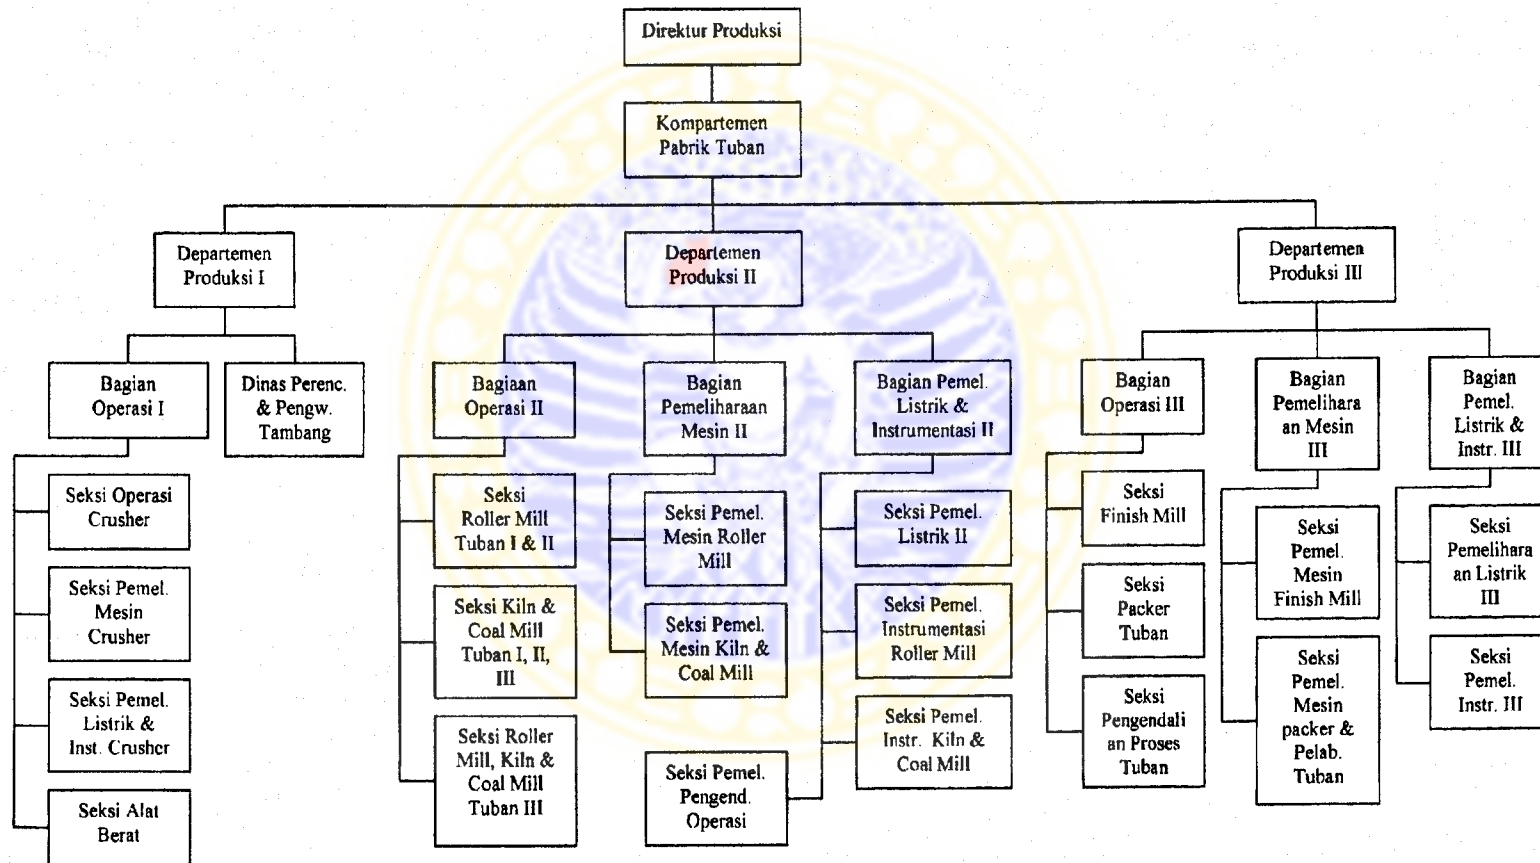 Direktur Produksi
Kompartemen
Pabrik Tuban
Departemen
Produksi I
Departemen
Produksi II
Departemen
Produksi III
Bagian
Operasi I
Dinas Perenc.
& Pengw.
Tambang
Bagiaan
Operasi II
Bagian
Pemeliharaan
Mesin II
Bagian Pemel.
Listrik &
Instrumentasi II
Bagian
Operasi III
Bagian
Pemelihara
an Mesin
III
Bagian
Pemel.
Listrik &
Instr. III
Seksi Operasi
Crusher
Seksi Pemel.
Mesin
Crusher
Seksi Pemel.
Listrik &
Inst. Crusher
Seksi Alat
Berat
Seksi
Roller Mill
Tuban I & II
Seksi Kiln &
Coal Mill
Tuban I, II,
III
Seksi Roller
Mill, Kiln &
Coal Mill
Tuban III
Seksi Pemel.
Mesin Roller
Mill
Seksi Pemel.
Mesin Kiln &
Coal Mill
Seksi Pemel.
Listrik II
Seksi Pemel.
Instrumentasi
Roller Mill
Seksi Pemel.
Instr. Kiln &
Coal Mill
Seksi Pemel.
Pengend.
Operasi
Seksi
Finish Mill
Seksi
Packer
Tuban
Seksi
Pengendali
an Proses
Tuban
Seksi
Pemel.
Mesin
Finish Mill
Seksi
Pemel.
Mesin
packer &
Pelab.
Tuban
Seksi
Pemelihara
an Listrik
III
Seksi
Pemel.
Instr. III